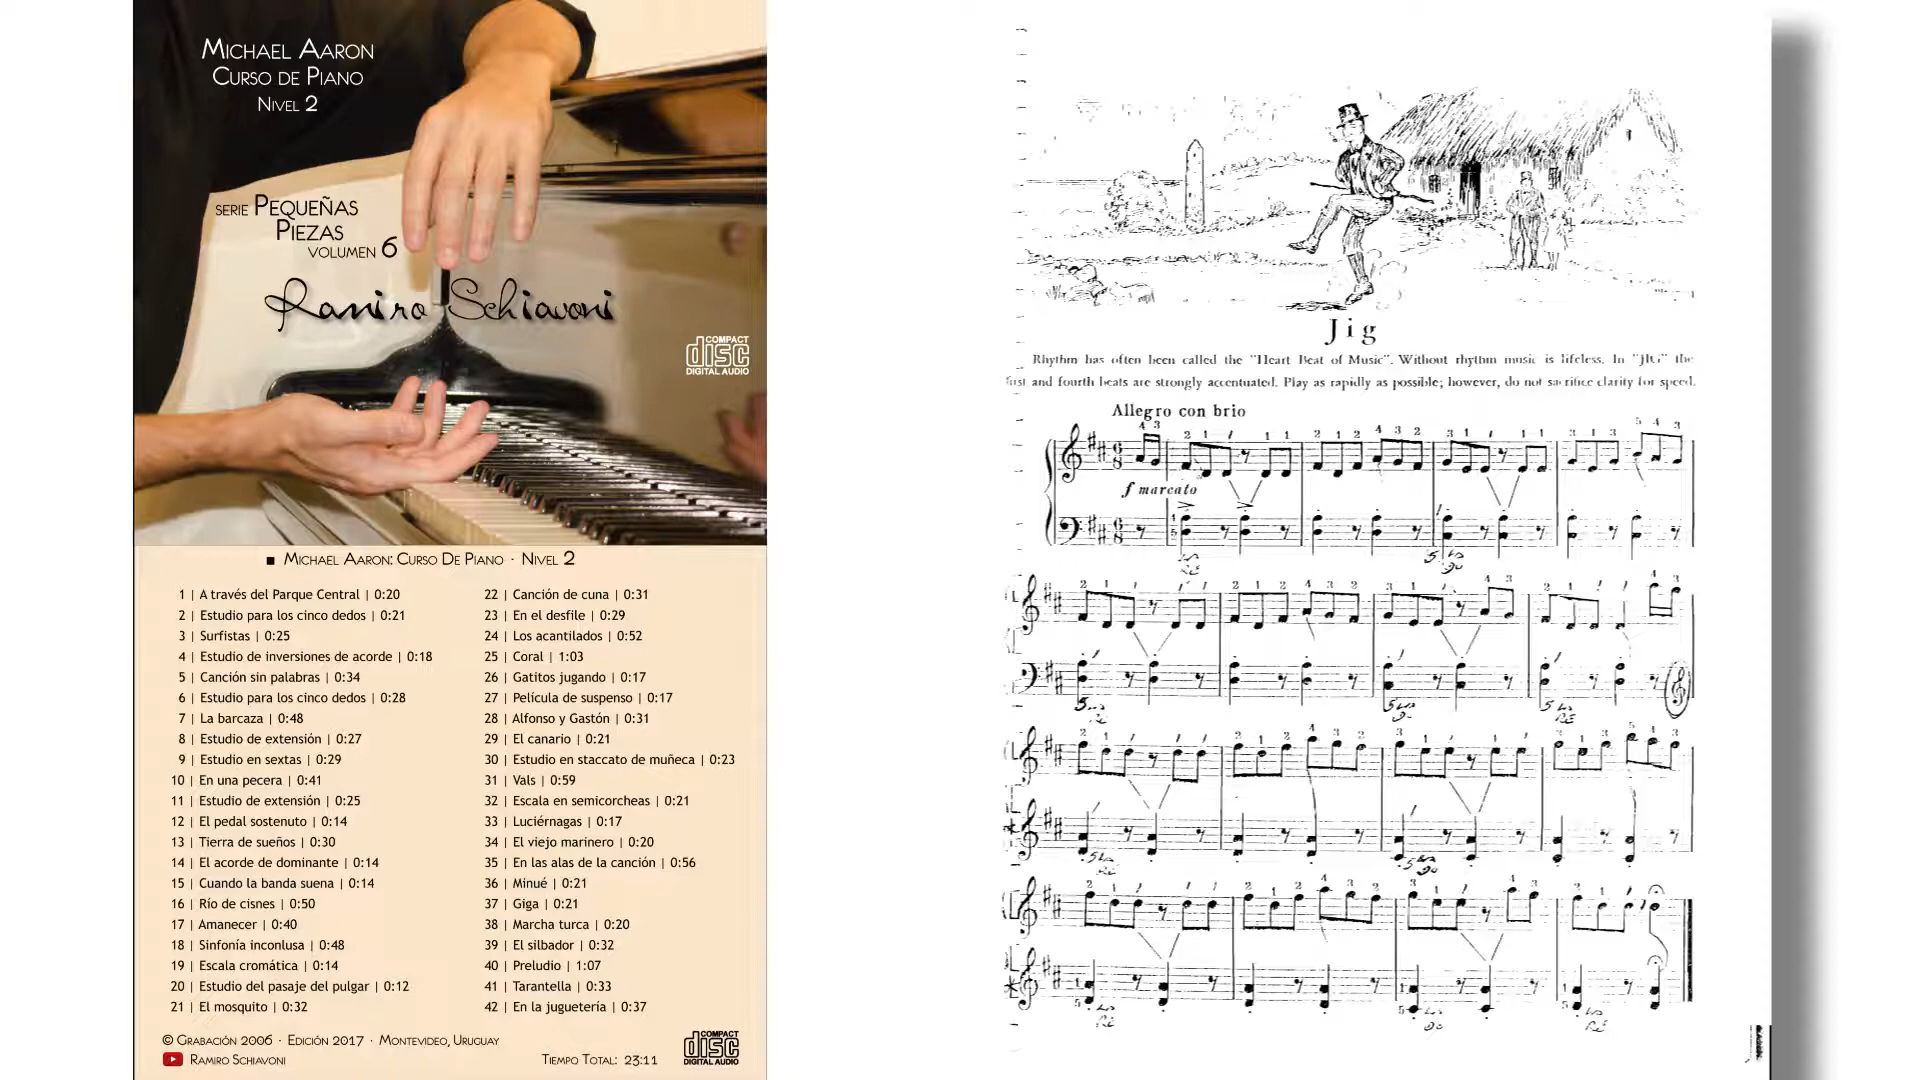 Michael Aaron
Curso de Piano
Nivel 2
serie Pequeñas
Piezas
volumen 6
Ramiro Schiavoni
COMPACT
disc
DIGITAL AUDIO
Michael Aaron: Curso De Piano · Nivel 2
1 | A través del Parque Central | 0:20
2 | Estudio para los cinco dedos | 0:21
3 | Surfistas | 0:25
4 | Estudio de inversiones de acorde | 0:18
5 | Canción sin palabras | 0:34
6 | Estudio para los cinco dedos | 0:28
7 | La barcaza | 0:48
8 | Estudio de extensión | 0:27
9 | Estudio en sextas | 0:29
10 | En una pecera | 0:41
11 | Estudio de extensión | 0:25
12 | El pedal sostenuto | 0:14
13 | Tierra de sueños | 0:30
14 | El acorde de dominante | 0:14
15 | Cuando la banda suena | 0:14
16 | Río de cisnes | 0:50
17 | Amanecer | 0:40
18 | Sinfonía inconlusa | 0:48
19 | Escala cromática | 0:14
20 | Estudio del pasaje del pulgar | 0:12
21 | El mosquito | 0:32
22 | Canción de cuna | 0:31
23 | En el desfile | 0:29
24 | Los acantilados | 0:52
25 | Coral | 1:03
26 | Gatitos jugando | 0:17
27 | Película de suspenso | 0:17
28 | Alfonso y Gastón | 0:31
29 | El canario | 0:21
30 | Estudio en staccato de muñeca | 0:23
31 | Vals | 0:59
32 | Escala en semicorcheas | 0:21
33 | Luciérnagas | 0:17
34 | El viejo marinero | 0:20
35 | En las alas de la canción | 0:56
36 | Minué | 0:21
37 | Giga | 0:21
38 | Marcha turca | 0:20
39 | El silbador | 0:32
40 | Preludio | 1:07
41 | Tarantella | 0:33
42 | En la juguetería | 0:37
© Grabación 2006 · Edición 2017 · Montevideo, Uruguay
Ramiro Schiavoni
Tiempo Total: 23:11
COMPACT
disc
DIGITAL AUDIO
Jig
Rhythm has often been called the "Heart Beat of Music". Without rhythm music is lifeless. In "JIG" the
first and fourth beats are strongly accentuated. Play as rapidly as possible; however, do not sacrifice clarity for speed.
Allegro con brio
f marcato